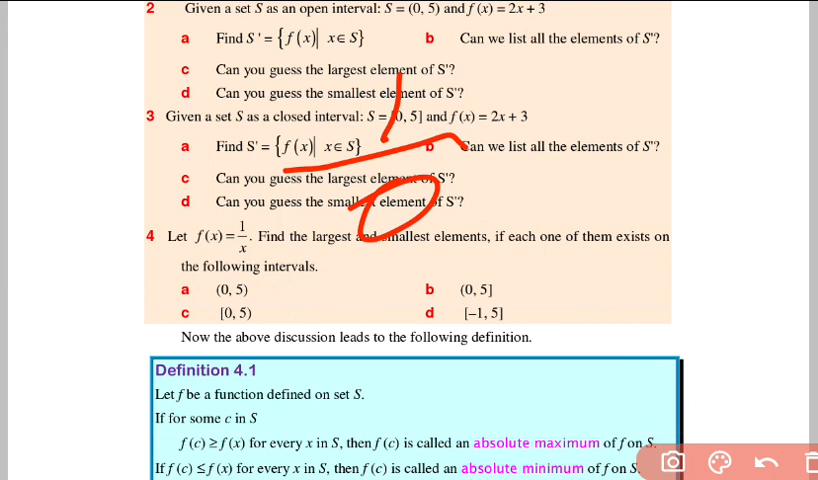 2 Given a set S as an open interval: S = (0, 5) and f (x) = 2x + 3
a Find S ' = {f (x)| x ∈ S} b Can we list all the elements of S'?
c Can you guess the largest element of S'?
d Can you guess the smallest element of S'?
3 Given a set S as a closed interval: S = [0, 5] and f (x) = 2x + 3
a Find S' = {f (x)| x ∈ S} b Can we list all the elements of S'?
c Can you guess the largest element of S'?
d Can you guess the smallest element of S'?
4 Let f(x) = 1/x. Find the largest and smallest elements, if each one of them exists on
the following intervals.
a (0, 5) b (0, 5]
c [0, 5) d [–1, 5]
Now the above discussion leads to the following definition.
Definition 4.1
Let f be a function defined on set S.
If for some c in S
f (c) ≥ f (x) for every x in S, then f (c) is called an absolute maximum of f on S.
If f (c) ≤ f (x) for every x in S, then f (c) is called an absolute minimum of f on S.